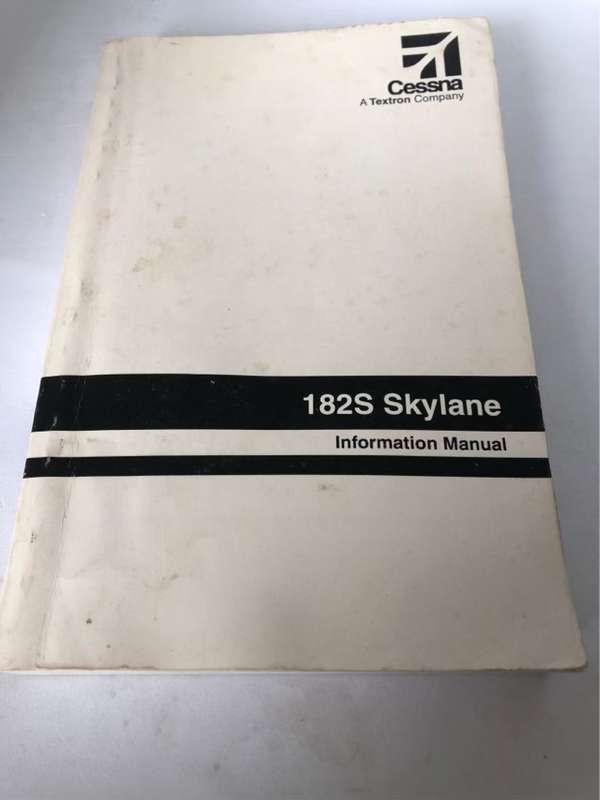 Cessna
A Textron Company
182S Skylane
Information Manual